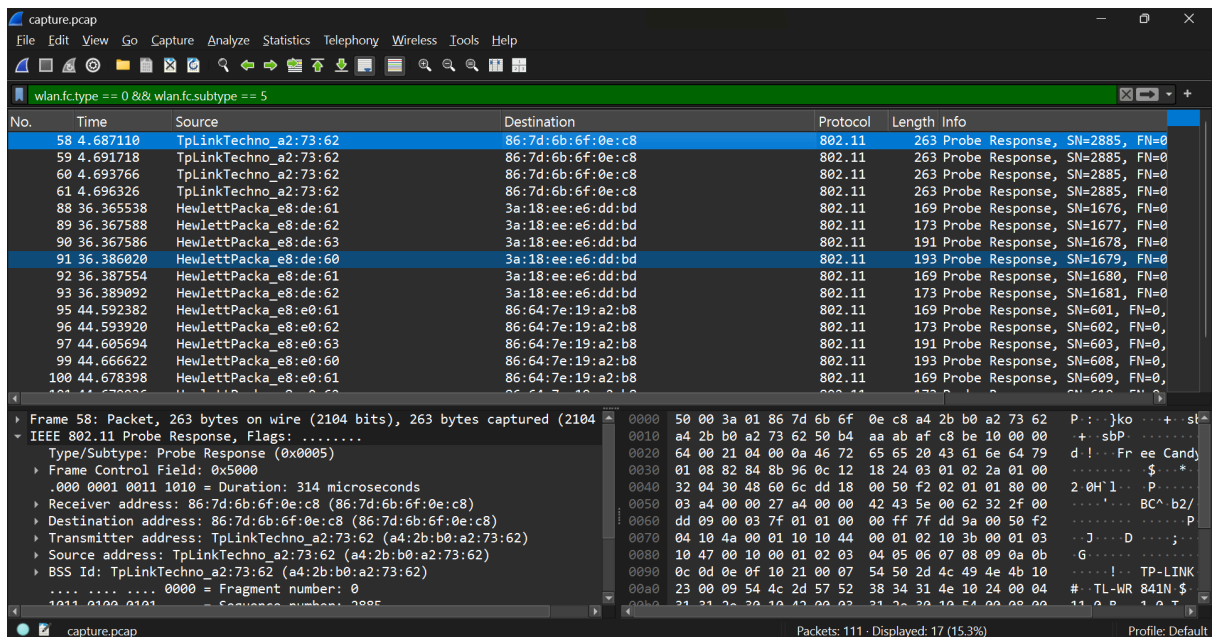 capture.pcap
File Edit View Go Capture Analyze Statistics Telephony Wireless Tools Help
wlan.fc.type == 0 && wlan.fc.subtype == 5
No. Time Source Destination Protocol Length Info
58 4.687110 TpLinkTechno_a2:73:62 86:7d:6b:6f:0e:c8 802.11 263 Probe Response, SN=2885, FN=0
59 4.691718 TpLinkTechno_a2:73:62 86:7d:6b:6f:0e:c8 802.11 263 Probe Response, SN=2885, FN=0
60 4.693766 TpLinkTechno_a2:73:62 86:7d:6b:6f:0e:c8 802.11 263 Probe Response, SN=2885, FN=0
61 4.696326 TpLinkTechno_a2:73:62 86:7d:6b:6f:0e:c8 802.11 263 Probe Response, SN=2885, FN=0
88 36.365538 HewlettPacka_e8:de:61 3a:18:ee:e6:dd:bd 802.11 169 Probe Response, SN=1676, FN=0
89 36.367588 HewlettPacka_e8:de:62 3a:18:ee:e6:dd:bd 802.11 173 Probe Response, SN=1677, FN=0
90 36.367586 HewlettPacka_e8:de:63 3a:18:ee:e6:dd:bd 802.11 191 Probe Response, SN=1678, FN=0
91 36.386020 HewlettPacka_e8:de:60 3a:18:ee:e6:dd:bd 802.11 193 Probe Response, SN=1679, FN=0
92 36.387554 HewlettPacka_e8:de:61 3a:18:ee:e6:dd:bd 802.11 169 Probe Response, SN=1680, FN=0
93 36.389092 HewlettPacka_e8:de:62 3a:18:ee:e6:dd:bd 802.11 173 Probe Response, SN=1681, FN=0
95 44.592382 HewlettPacka_e8:e0:61 86:64:7e:19:a2:b8 802.11 169 Probe Response, SN=601, FN=0,
96 44.593920 HewlettPacka_e8:e0:62 86:64:7e:19:a2:b8 802.11 173 Probe Response, SN=602, FN=0,
97 44.605694 HewlettPacka_e8:e0:63 86:64:7e:19:a2:b8 802.11 191 Probe Response, SN=603, FN=0,
99 44.666622 HewlettPacka_e8:e0:60 86:64:7e:19:a2:b8 802.11 193 Probe Response, SN=608, FN=0,
100 44.678398 HewlettPacka_e8:e0:61 86:64:7e:19:a2:b8 802.11 169 Probe Response, SN=609, FN=0,
Frame 58: Packet, 263 bytes on wire (2104 bits), 263 bytes captured (2104
IEEE 802.11 Probe Response, Flags: ........
Type/Subtype: Probe Response (0x0005)
Frame Control Field: 0x5000
.000 0001 0011 1010 = Duration: 314 microseconds
Receiver address: 86:7d:6b:6f:0e:c8 (86:7d:6b:6f:0e:c8)
Destination address: 86:7d:6b:6f:0e:c8 (86:7d:6b:6f:0e:c8)
Transmitter address: TpLinkTechno_a2:73:62 (a4:2b:b0:a2:73:62)
Source address: TpLinkTechno_a2:73:62 (a4:2b:b0:a2:73:62)
BSS Id: TpLinkTechno_a2:73:62 (a4:2b:b0:a2:73:62)
.... .... .... 0000 = Fragment number: 0
1011 0100 0101 .... = Sequence number: 2885
0000 50 00 3a 01 86 7d 6b 6f 0e c8 a4 2b b0 a2 73 62 P·:··}ko ···+··sb
0010 a4 2b b0 a2 73 62 50 b4 aa ab af c8 be 10 00 00 ·+··sbP· ········
0020 64 00 21 04 00 0a 46 72 65 65 20 43 61 6e 64 79 d·!···Fr ee Candy
0030 01 08 82 84 8b 96 0c 12 18 24 03 01 02 2a 01 00 ········ ·$···*··
0040 32 04 30 48 60 6c dd 18 00 50 f2 02 01 01 80 00 2·0H`l·· ·P······
0050 03 a4 00 00 27 a4 00 00 42 43 5e 00 62 32 2f 00 ····'··· BC^·b2/·
0060 dd 09 00 03 7f 01 01 00 00 ff 7f dd 9a 00 50 f2 ········ ······P·
0070 04 10 4a 00 01 10 10 44 00 01 02 10 3b 00 01 03 ··J····D ····;···
0080 10 47 00 10 00 01 02 03 04 05 06 07 08 09 0a 0b ·G······ ········
0090 0c 0d 0e 0f 10 21 00 07 54 50 2d 4c 49 4e 4b 10 ·····!·· TP-LINK·
00a0 23 00 09 54 4c 2d 57 52 38 34 31 4e 10 24 00 04 #··TL-WR 841N·$··
capture.pcap Packets: 111 · Displayed: 17 (15.3%) Profile: Default